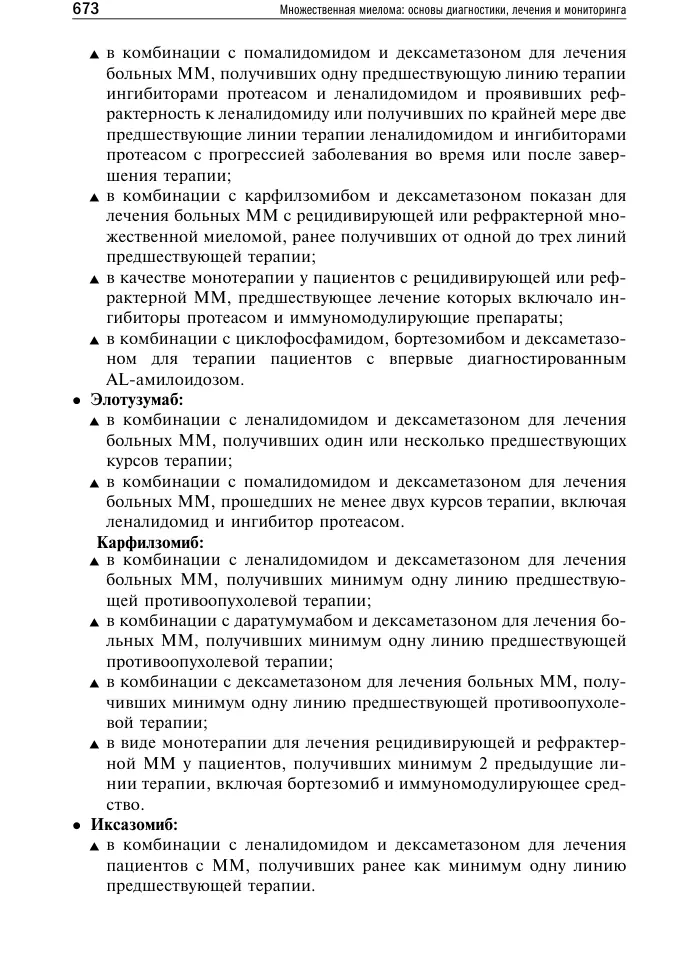 673 Множественная миелома: основы диагностики, лечения и мониторинга
▲ в комбинации с помалидомидом и дексаметазоном для лечения
больных ММ, получивших одну предшествующую линию терапии
ингибиторами протеасом и леналидомидом и проявивших реф-
рактерность к леналидомиду или получивших по крайней мере две
предшествующие линии терапии леналидомидом и ингибиторами
протеасом с прогрессией заболевания во время или после завер-
шения терапии;
▲ в комбинации с карфилзомибом и дексаметазоном показан для
лечения больных ММ с рецидивирующей или рефрактерной мно-
жественной миеломой, ранее получивших от одной до трех линий
предшествующей терапии;
▲ в качестве монотерапии у пациентов с рецидивирующей или реф-
рактерной ММ, предшествующее лечение которых включало ин-
гибиторы протеасом и иммуномодулирующие препараты;
▲ в комбинации с циклофосфамидом, бортезомибом и дексаметазо-
ном для терапии пациентов с впервые диагностированным
AL-амилоидозом.
● Элотузумаб:
▲ в комбинации с леналидомидом и дексаметазоном для лечения
больных ММ, получивших один или несколько предшествующих
курсов терапии;
▲ в комбинации с помалидомидом и дексаметазоном для лечения
больных ММ, прошедших не менее двух курсов терапии, включая
леналидомид и ингибитор протеасом.
Карфилзомиб:
▲ в комбинации с леналидомидом и дексаметазоном для лечения
больных ММ, получивших минимум одну линию предшествую-
щей противоопухолевой терапии;
▲ в комбинации с даратумумабом и дексаметазоном для лечения бо-
льных ММ, получивших минимум одну линию предшествующей
противоопухолевой терапии;
▲ в комбинации с дексаметазоном для лечения больных ММ, полу-
чивших минимум одну линию предшествующей противоопухоле-
вой терапии;
▲ в виде монотерапии для лечения рецидивирующей и рефрактер-
ной ММ у пациентов, получивших минимум 2 предыдущие ли-
нии терапии, включая бортезомиб и иммуномодулирующее сред-
ство.
● Иксазомиб:
▲ в комбинации с леналидомидом и дексаметазоном для лечения
пациентов с ММ, получивших ранее как минимум одну линию
предшествующей терапии.